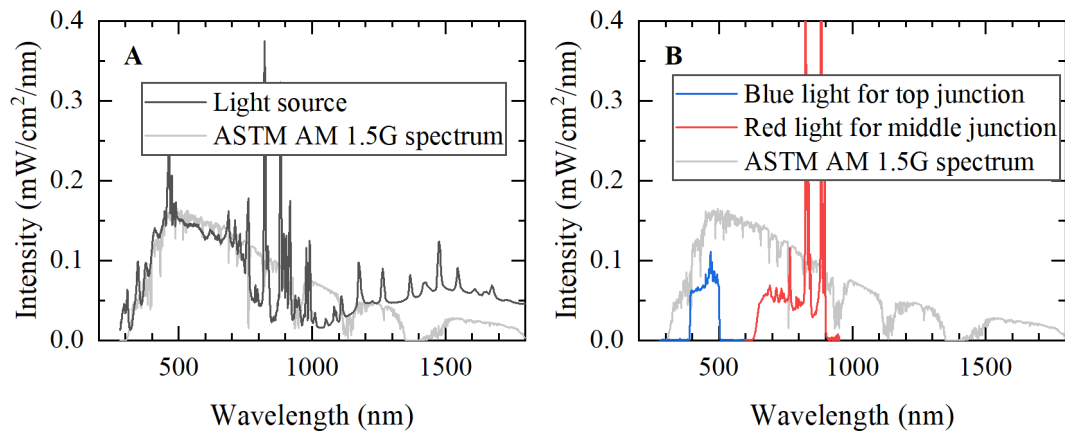 A
Light source
ASTM AM 1.5G spectrum
0.4
0.3
0.2
0.1
0.0
Intensity (mW/cm²/nm)
500
1000
1500
Wavelength (nm)
B
Blue light for top junction
Red light for middle junction
ASTM AM 1.5G spectrum
0.4
0.3
0.2
0.1
0.0
Intensity (mW/cm²/nm)
500
1000
1500
Wavelength (nm)